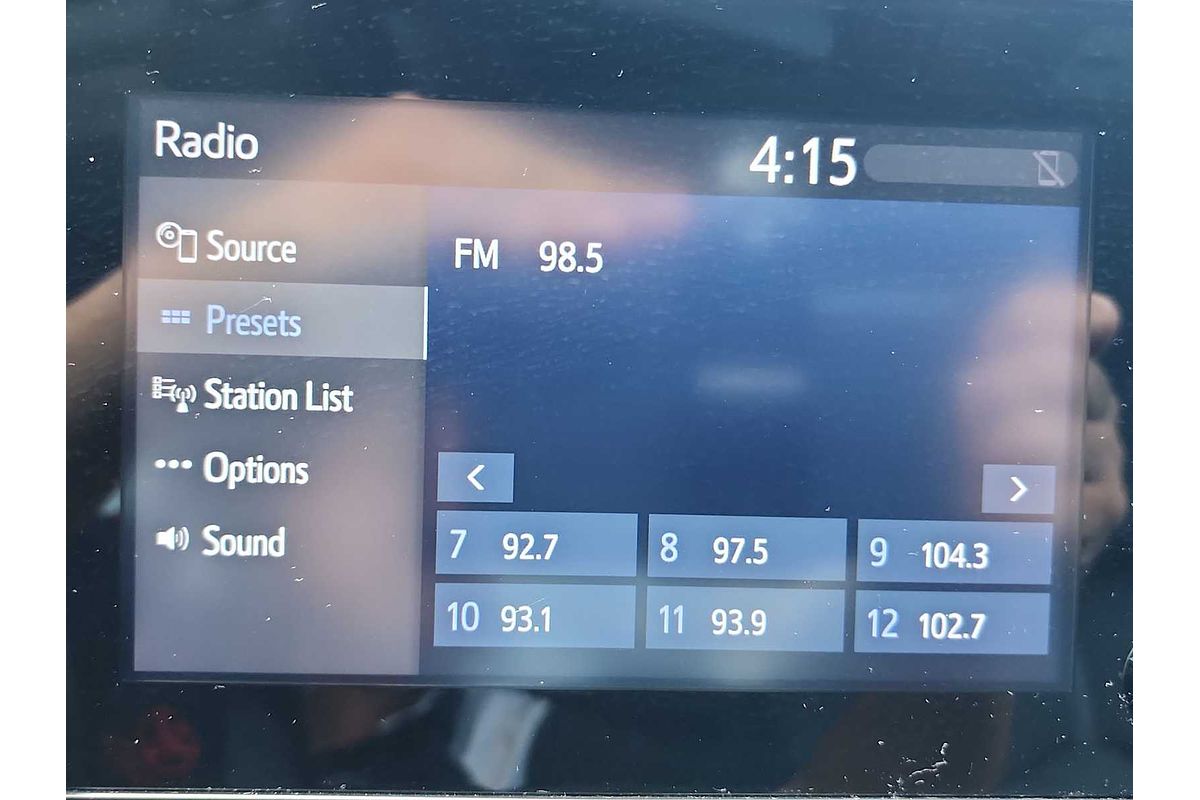 Radio 4:15
Source
FM 98.5
Presets
Station List
Options
Sound
< >
7 92.7 8 97.5 9 104.3
10 93.1 11 93.9 12 102.7